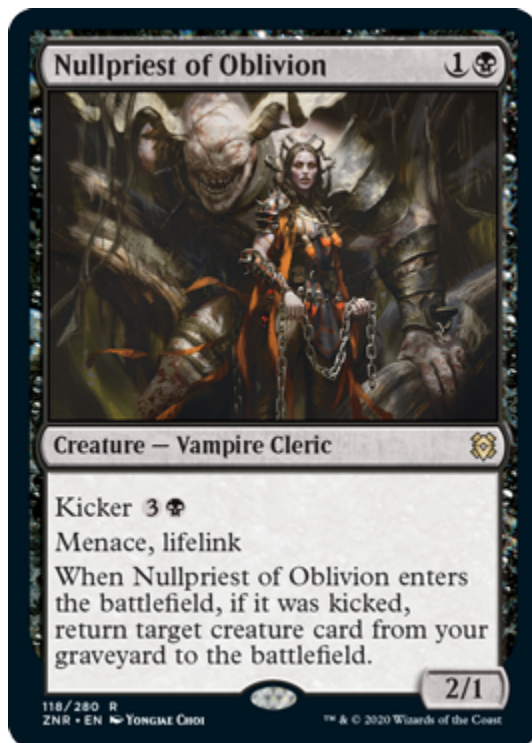 Nullpriest of Oblivion 1
Creature — Vampire Cleric
Kicker 3
Menace, lifelink
When Nullpriest of Oblivion enters
the battlefield, if it was kicked,
return target creature card from your
graveyard to the battlefield.
2/1
118/280 R
ZNR • EN Yongjae Choi
™ & © 2020 Wizards of the Coast